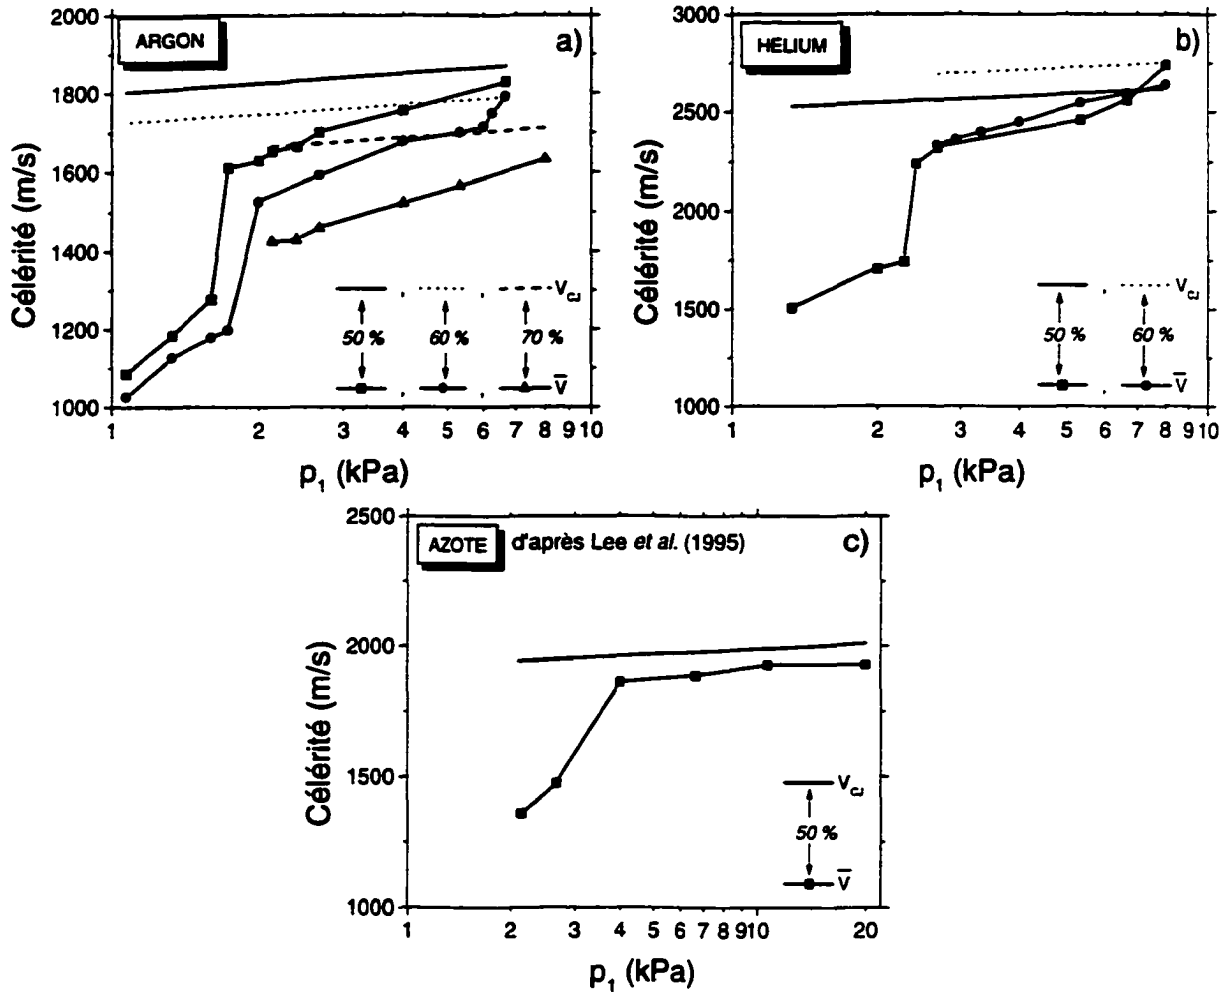 ARGON
a)
2000
1800
1600
1400
1200
1000
Célérité (m/s)
V_CJ
50 %
60 %
70 %
V̅
1 2 3 4 5 6 7 8 10
p₁ (kPa)
HELIUM
b)
3000
2500
2000
1500
1000
Célérité (m/s)
V_CJ
50 %
60 %
V̅
1 2 3 4 5 6 7 8 9 10
p₁ (kPa)
AZOTE d'après Lee et al. (1995) c)
2500
2000
1500
1000
Célérité (m/s)
V_CJ
50 %
V̅
1 2 3 4 5 6 7 8 9 10 20
p₁ (kPa)